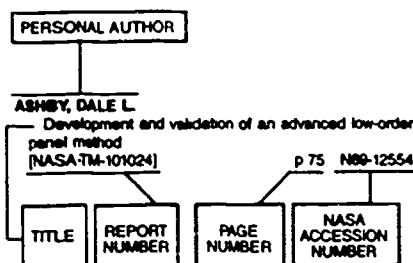 PERSONAL AUTHOR
ASHBY, DALE L.
Development and validation of an advanced low-order
panel method
[NASA-TM-101024] p 75 N89-12554
TITLE REPORT NUMBER PAGE NUMBER NASA ACCESSION NUMBER